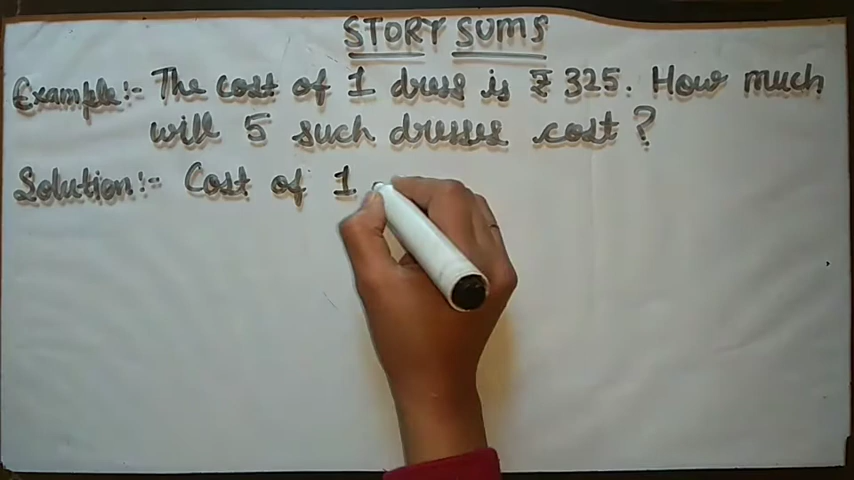 STORY SUMS
Example:- The cost of 1 dress is ₹ 325. How much
will 5 such dresses cost?
Solution:- Cost of 1